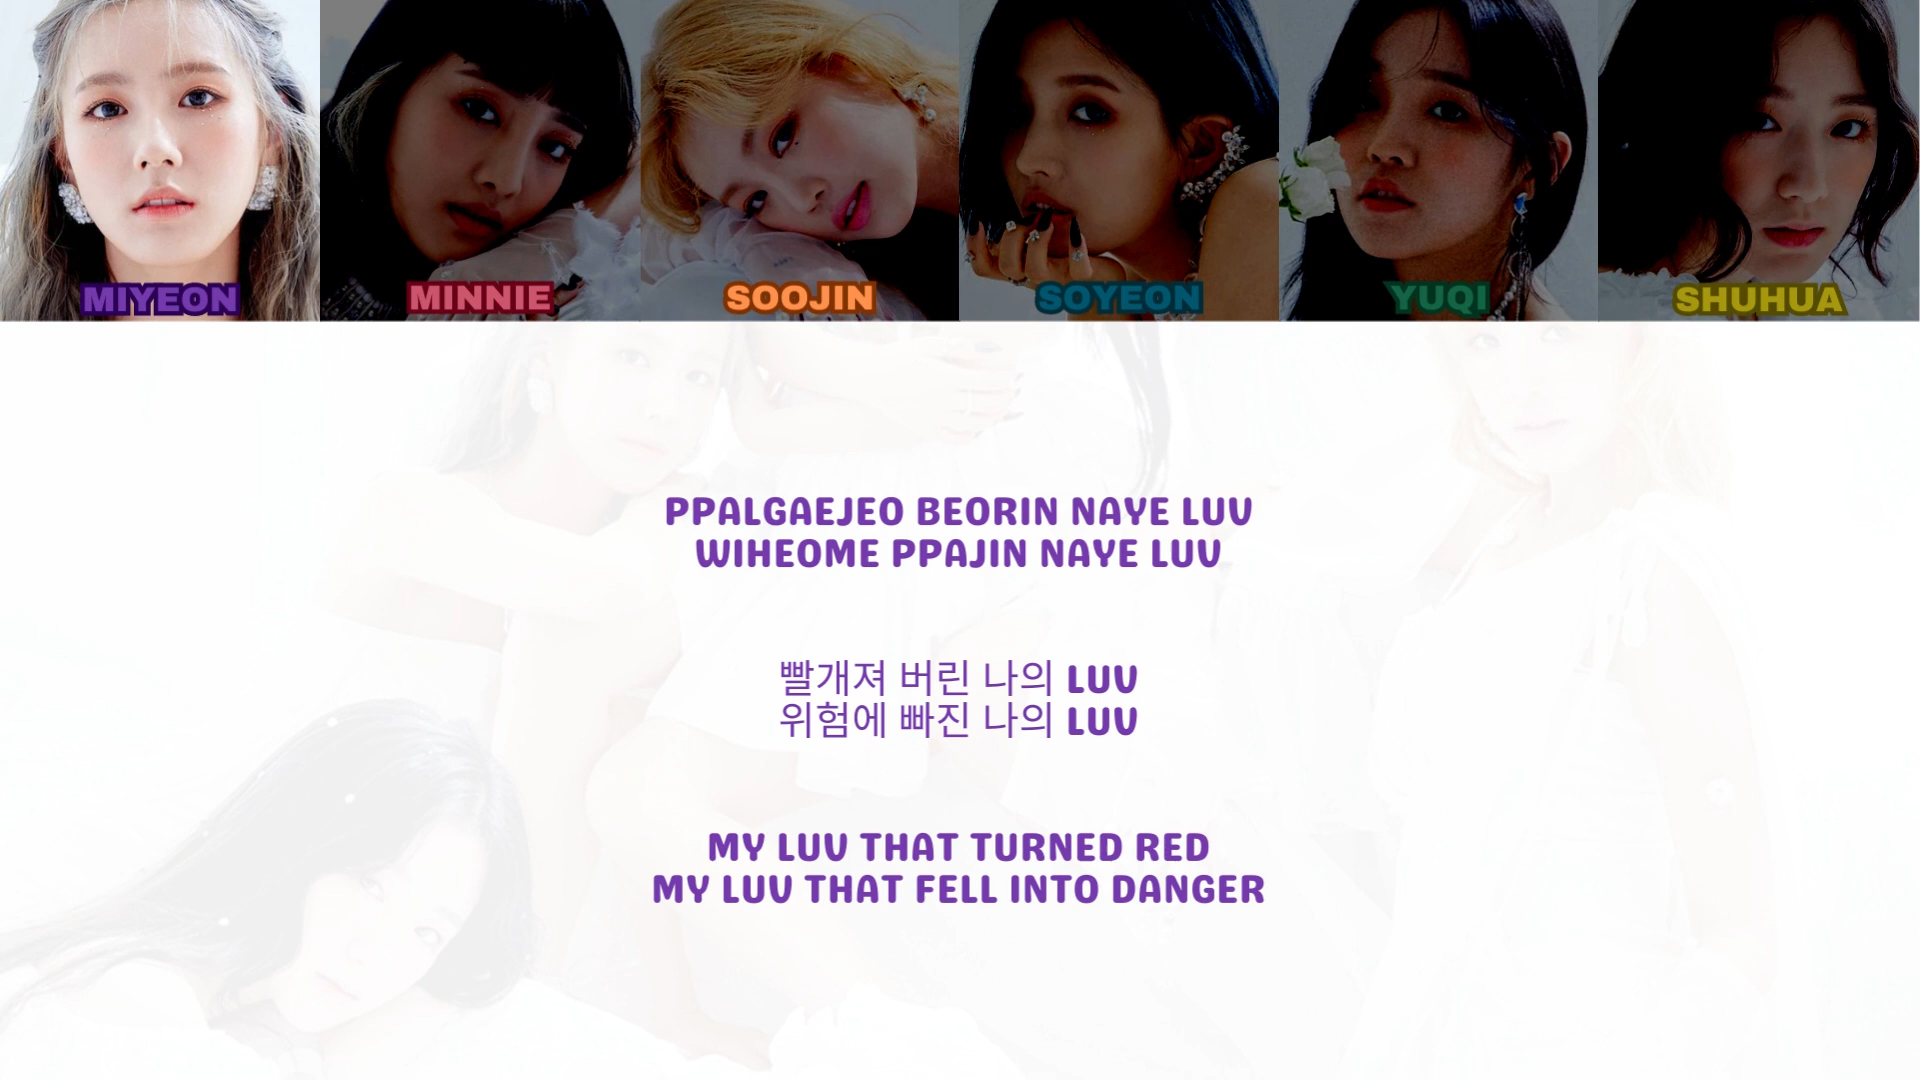 MIYEON
MINNIE
SOOJIN
SOYEON
YUQI
SHUHUA
PPALGAEJEO BEORIN NAYE LUV
WIHEOME PPAJIN NAYE LUV
빨개져 버린 나의 LUV
위험에 빠진 나의 LUV
MY LUV THAT TURNED RED
MY LUV THAT FELL INTO DANGER